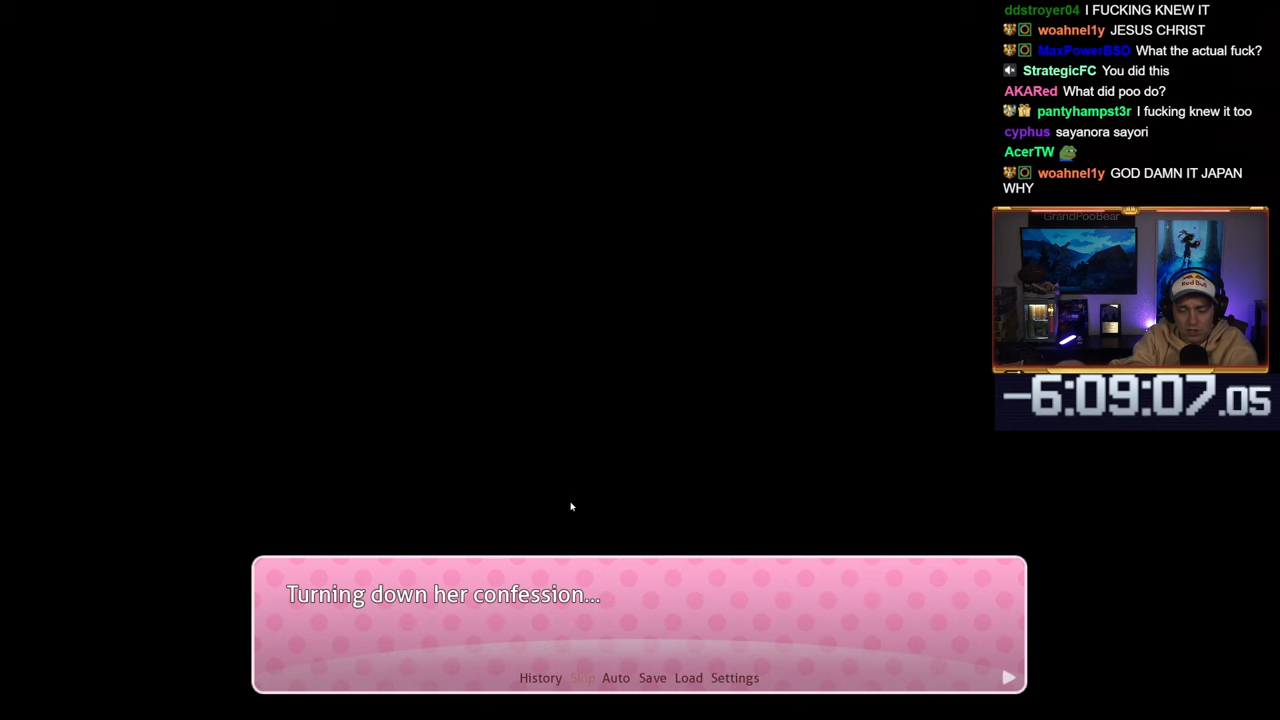 ddstroyer04 I FUCKING KNEW IT
woahnel1y JESUS CHRIST
MaxPowerBSD What the actual fuck?
StrategicFC You did this
AKARed What did poo do?
pantyhampst3r I fucking knew it too
cyphus sayanora sayori
AcerTW
woahnel1y GOD DAMN IT JAPAN
WHY
GrandPooBear
Red Bull
-6:09:07.05
Turning down her confession...
History Skip Auto Save Load Settings